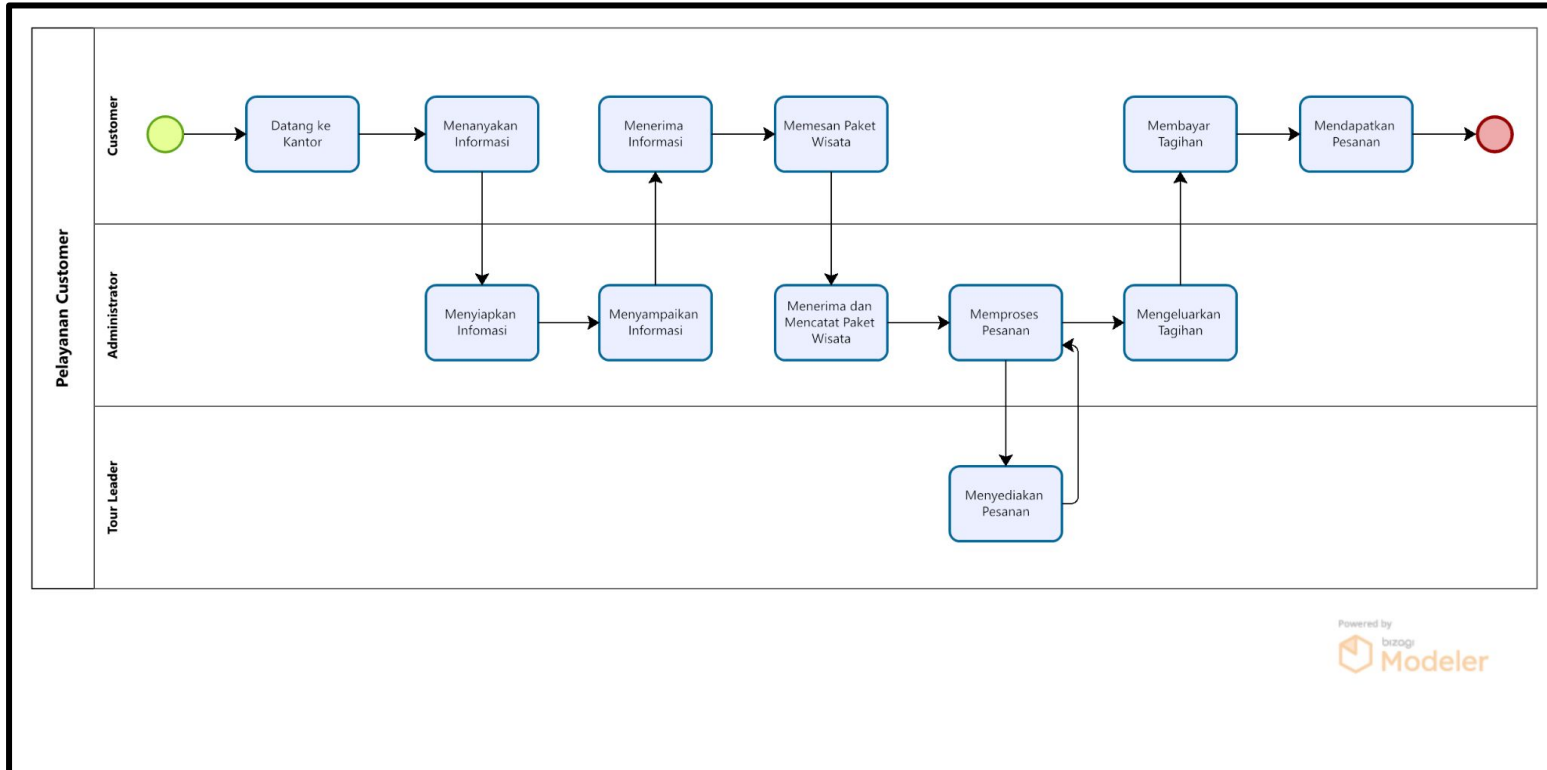 Pelayanan Customer
Customer
Datang ke
Kantor
Menanyakan
Informasi
Menerima
Informasi
Memesan Paket
Wisata
Membayar
Tagihan
Mendapatkan
Pesanan
Administrator
Menyiapkan
Infomasi
Menyampaikan
Informasi
Menerima dan
Mencatat Paket
Wisata
Memproses
Pesanan
Mengeluarkan
Tagihan
Tour Leader
Menyediakan
Pesanan
Powered by
bizagi
Modeler